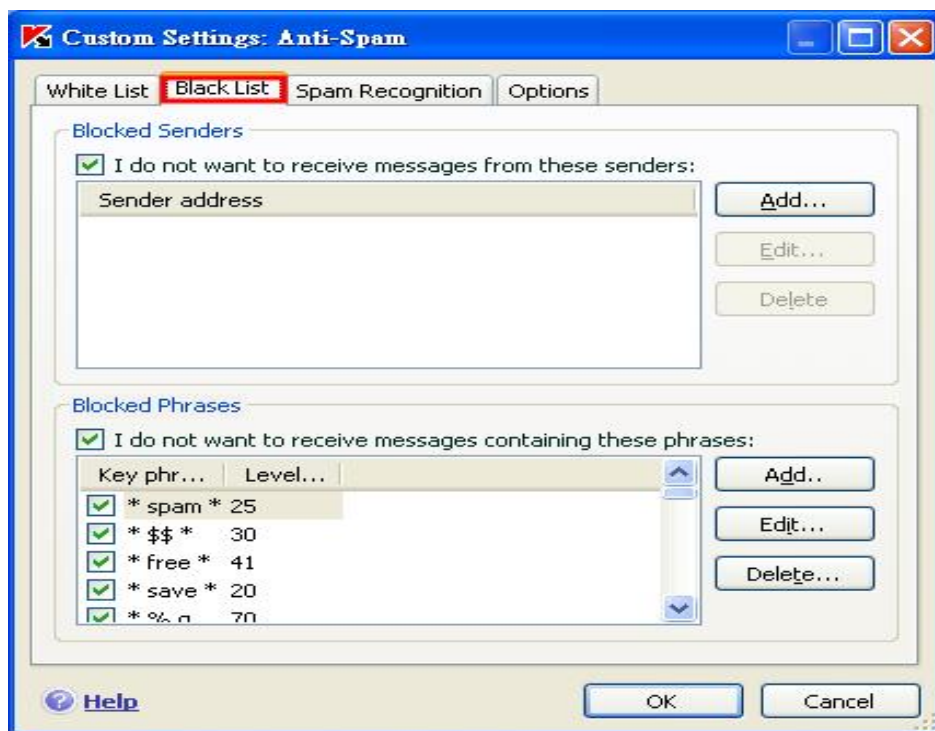 Custom Settings: Anti-Spam
White List Black List Spam Recognition Options
Blocked Senders
I do not want to receive messages from these senders:
Sender address
Add...
Edit...
Delete
Blocked Phrases
I do not want to receive messages containing these phrases:
Key phr... Level...
* spam * 25
* $$ * 30
* free * 41
* save * 20
* % 70
Add..
Edit...
Delete...
Help OK Cancel